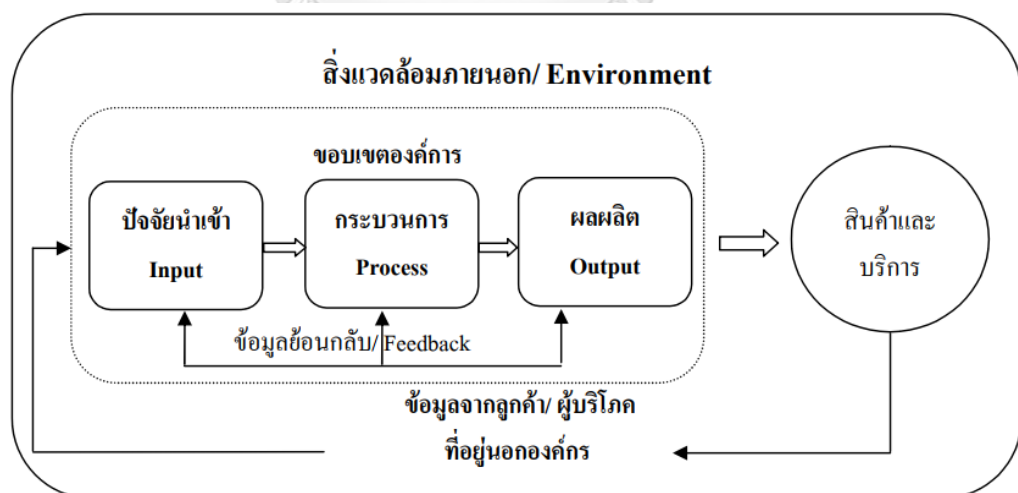 สิ่งแวดล้อมภายนอก/ Environment
ขอบเขตองค์การ
ปัจจัยนำเข้า
Input
กระบวนการ
Process
ผลผลิต
Output
สินค้าและ
บริการ
ข้อมูลย้อนกลับ/ Feedback
ข้อมูลจากลูกค้า/ ผู้บริโภค
ที่อยู่นอกองค์กร